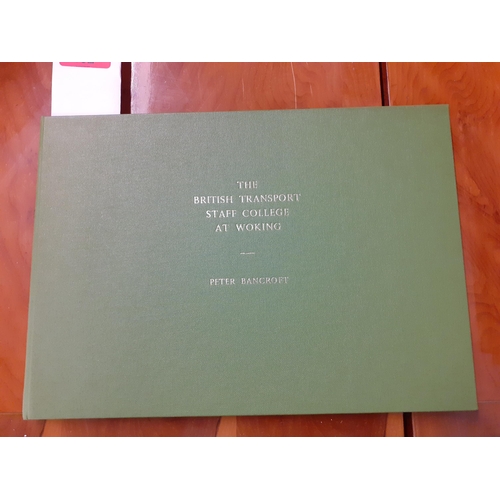 THE
BRITISH TRANSPORT
STAFF COLLEGE
AT WOKING
PETER BANCROFT